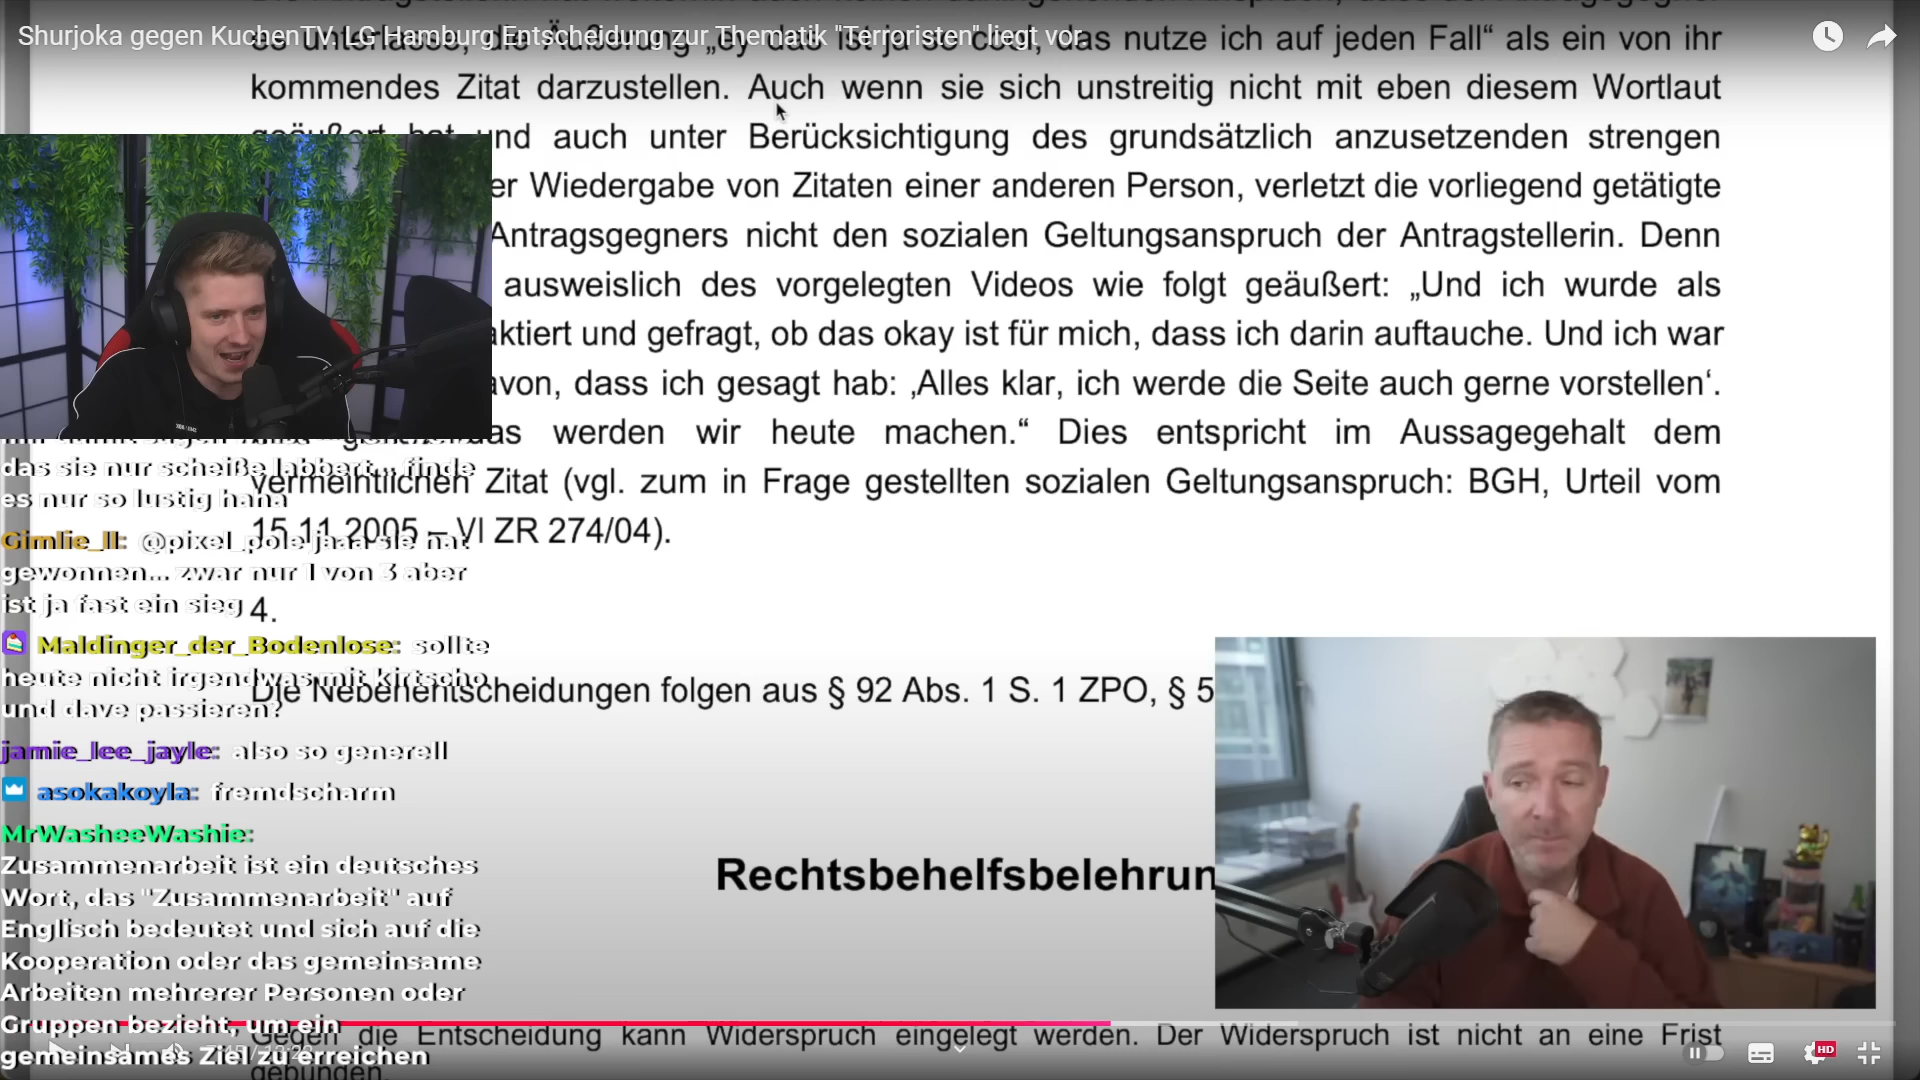 Shurjoka gegen KuchenTV. LG Hamburg Entscheidung zur Thematik "Terroristen" liegt vor.
das nutze ich auf jeden Fall“ als ein von ihr
kommendes Zitat darzustellen. Auch wenn sie sich unstreitig nicht mit eben diesem Wortlaut
und auch unter Berücksichtigung des grundsätzlich anzusetzenden strengen
er Wiedergabe von Zitaten einer anderen Person, verletzt die vorliegend getätigte
Antragsgegners nicht den sozialen Geltungsanspruch der Antragstellerin. Denn
ausweislich des vorgelegten Videos wie folgt geäußert: „Und ich wurde als
aktiert und gefragt, ob das okay ist für mich, dass ich darin auftauche. Und ich war
avon, dass ich gesagt hab: ‚Alles klar, ich werde die Seite auch gerne vorstellen‘.
das werden wir heute machen.“ Dies entspricht im Aussagegehalt dem
vermeintlichen Zitat (vgl. zum in Frage gestellten sozialen Geltungsanspruch: BGH, Urteil vom
15.11.2005 – VI ZR 274/04).
4.
Die Nebenentscheidungen folgen aus § 92 Abs. 1 S. 1 ZPO, § 5
Rechtsbehelfsbelehrun
Gegen die Entscheidung kann Widerspruch eingelegt werden. Der Widerspruch ist nicht an eine Frist
gebunden.
das sie nur scheiße labbert... finde
es nur so lustig haha
Gimlie_ll: @pixel_pole jaaa sie hat
gewonnen... zwar nur 1 von 3 aber
ist ja fast ein sieg
Maldinger_der_Bodenlose: sollte
heute nicht irgendwas mit kirtscho
und dave passieren?
jamie_lee_jayle: also so generell
asokakoyla: fremdscharm
MrWasheeWashie:
Zusammenarbeit ist ein deutsches
Wort, das "Zusammenarbeit" auf
Englisch bedeutet und sich auf die
Kooperation oder das gemeinsame
Arbeiten mehrerer Personen oder
Gruppen bezieht, um ein
gemeinsames Ziel zu erreichen
HD